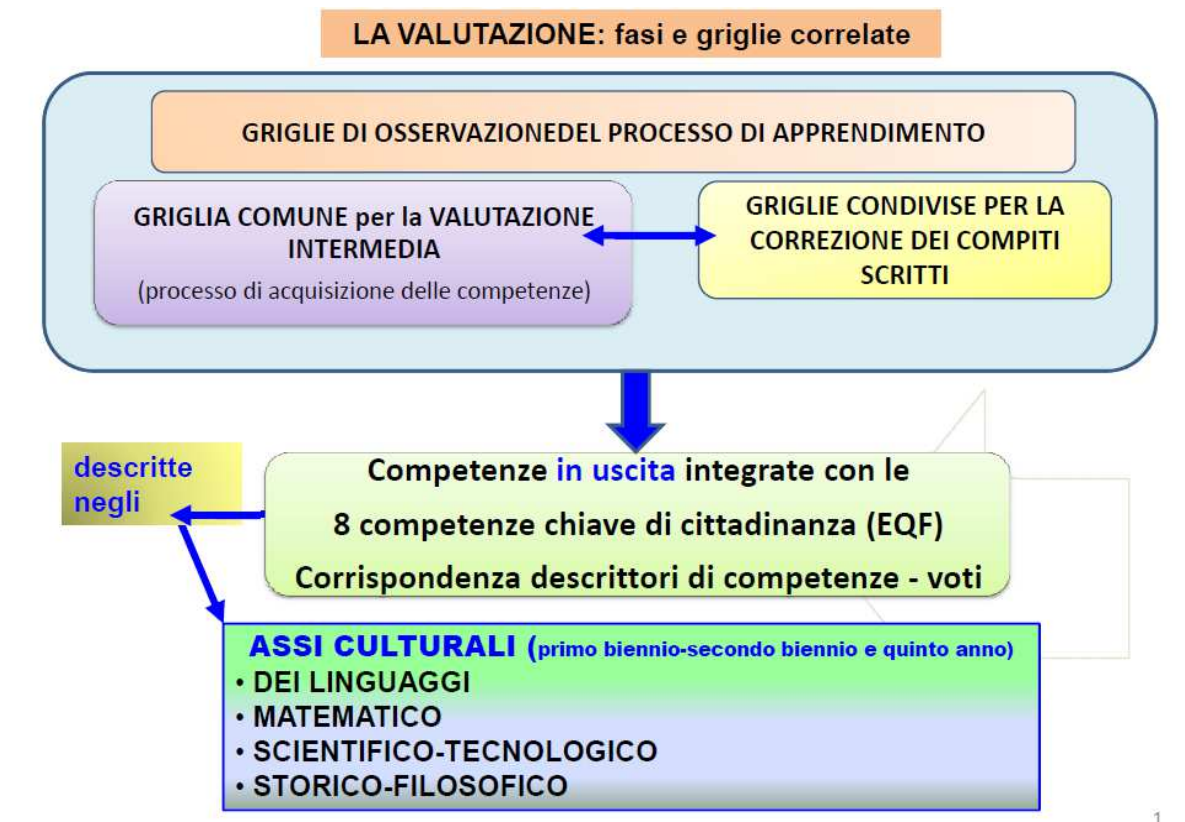 LA VALUTAZIONE: fasi e griglie correlate
GRIGLIE DI OSSERVAZIONEDEL PROCESSO DI APPRENDIMENTO
GRIGLIA COMUNE per la VALUTAZIONE
INTERMEDIA
(processo di acquisizione delle competenze)
GRIGLIE CONDIVISE PER LA
CORREZIONE DEI COMPITI
SCRITTI
descritte
negli
Competenze in uscita integrate con le
8 competenze chiave di cittadinanza (EQF)
Corrispondenza descrittori di competenze - voti
ASSI CULTURALI (primo biennio-secondo biennio e quinto anno)
• DEI LINGUAGGI
• MATEMATICO
• SCIENTIFICO-TECNOLOGICO
• STORICO-FILOSOFICO
1